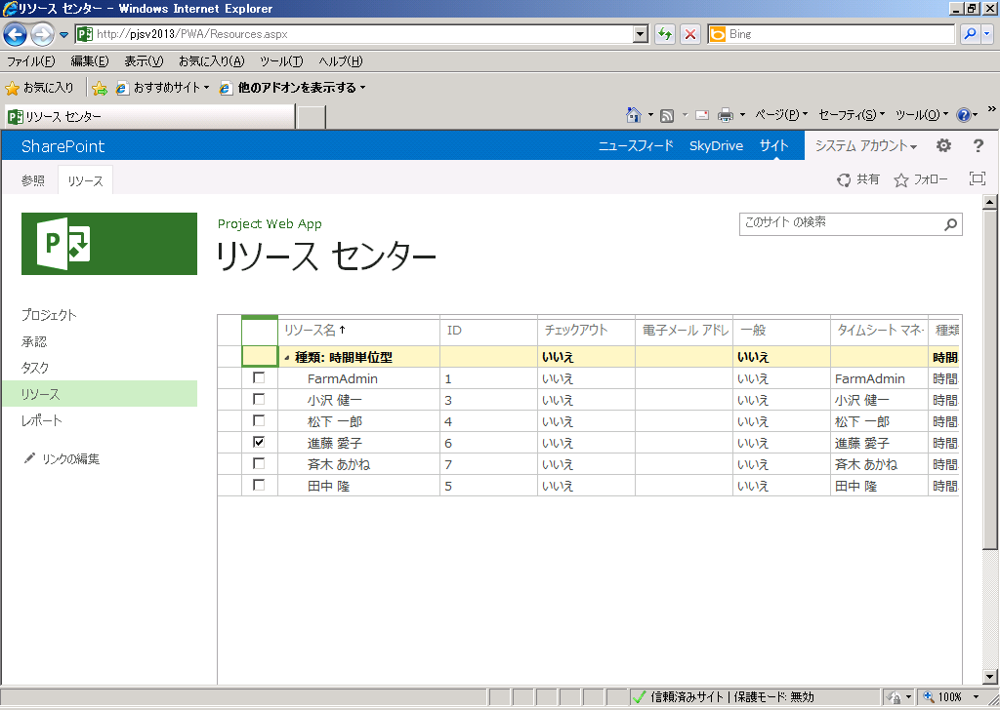 リソース センター - Windows Internet Explorer
http://pjsv2013/PWA/Resources.aspx
Bing
ファイル(F) 編集(E) 表示(V) お気に入り(A) ツール(T) ヘルプ(H)
お気に入り おすすめサイト 他のアドオンを表示する
リソース センター
ページ(P) セーフティ(S) ツール(O) »
SharePoint ニュースフィード SkyDrive サイト システム アカウント ?
参照 リソース 共有 フォロー
P
Project Web App
このサイト の検索
リソース センター
プロジェクト
承認
タスク
リソース
レポート
リンクの編集
リソース名↑ ID チェックアウト 電子メール アドレ 一般 タイムシート マネ- 種類
種類: 時間単位型 いいえ いいえ 時間
FarmAdmin 1 いいえ いいえ FarmAdmin 時間
小沢 健一 3 いいえ いいえ 小沢 健一 時間
松下 一郎 4 いいえ いいえ 松下 一郎 時間
進藤 愛子 6 いいえ いいえ 進藤 愛子 時間
斉木 あかね 7 いいえ いいえ 斉木 あかね 時間
田中 隆 5 いいえ いいえ 田中 隆 時間
信頼済みサイト | 保護モード: 無効 100%